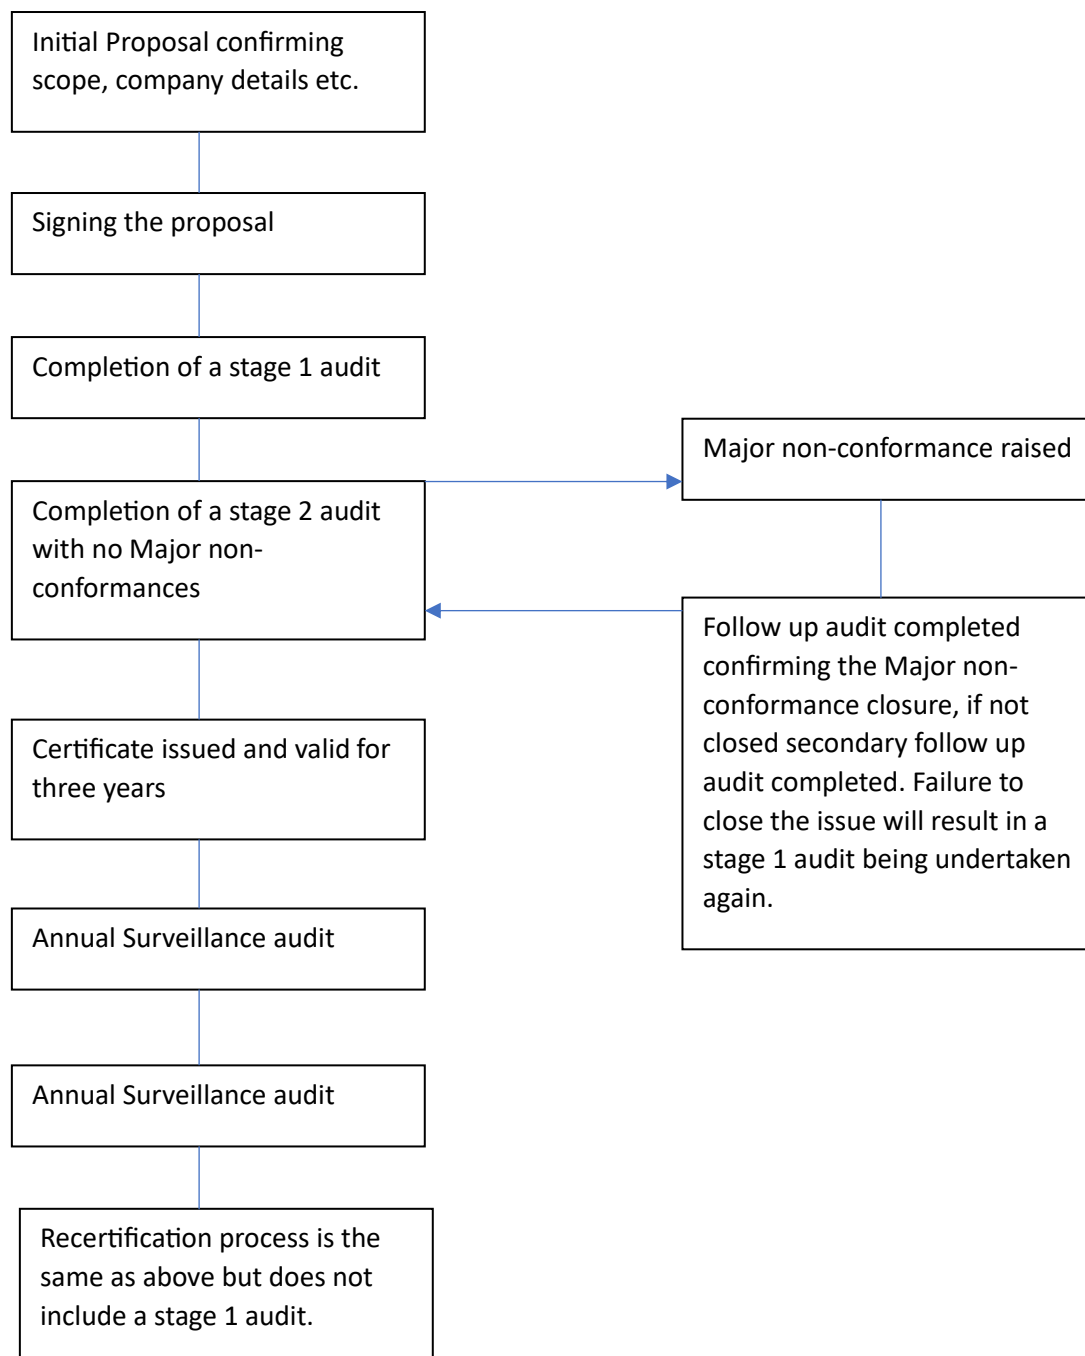 Initial Proposal confirming
scope, company details etc.
Signing the proposal
Completion of a stage 1 audit
Completion of a stage 2 audit
with no Major non-
conformances
Major non-conformance raised
Follow up audit completed
confirming the Major non-
conformance closure, if not
closed secondary follow up
audit completed. Failure to
close the issue will result in a
stage 1 audit being undertaken
again.
Certificate issued and valid for
three years
Annual Surveillance audit
Annual Surveillance audit
Recertification process is the
same as above but does not
include a stage 1 audit.